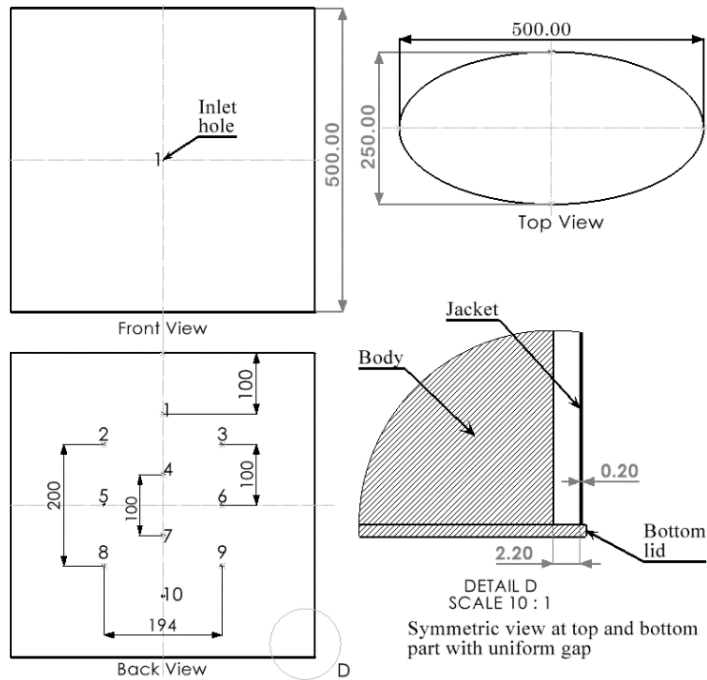 Inlet
hole
1
500.00
Front View
500.00
250.00
Top View
100
1
2
3
4
100
200
100
5
6
7
8
9
10
194
D
Back View
Jacket
Body
0.20
Bottom
lid
2.20
DETAIL D
SCALE 10 : 1
Symmetric view at top and bottom
part with uniform gap